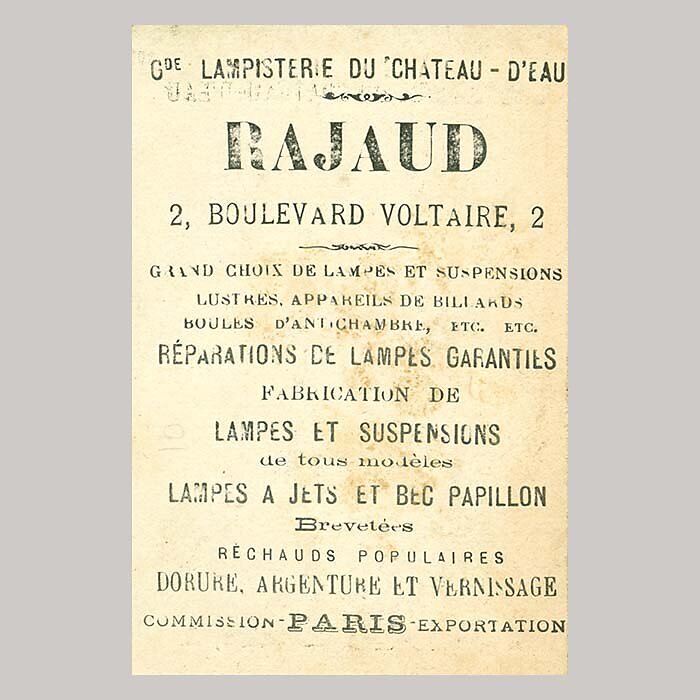 Gde LAMPISTERIE DU CHATEAU - D'EAU
RAJAUD
2, BOULEVARD VOLTAIRE, 2
GRAND CHOIX DE LAMPES ET SUSPENSIONS
LUSTRES, APPAREILS DE BILLARDS
BOULES D'ANTICHAMBRE, ETC. ETC.
RÉPARATIONS DE LAMPES GARANTIES
FABRICATION DE
LAMPES ET SUSPENSIONS
de tous modèles
LAMPES A JETS ET BEC PAPILLON
Brevetées
RÉCHAUDS POPULAIRES
DORURE, ARGENTURE ET VERNISSAGE
COMMISSION-PARIS-EXPORTATION